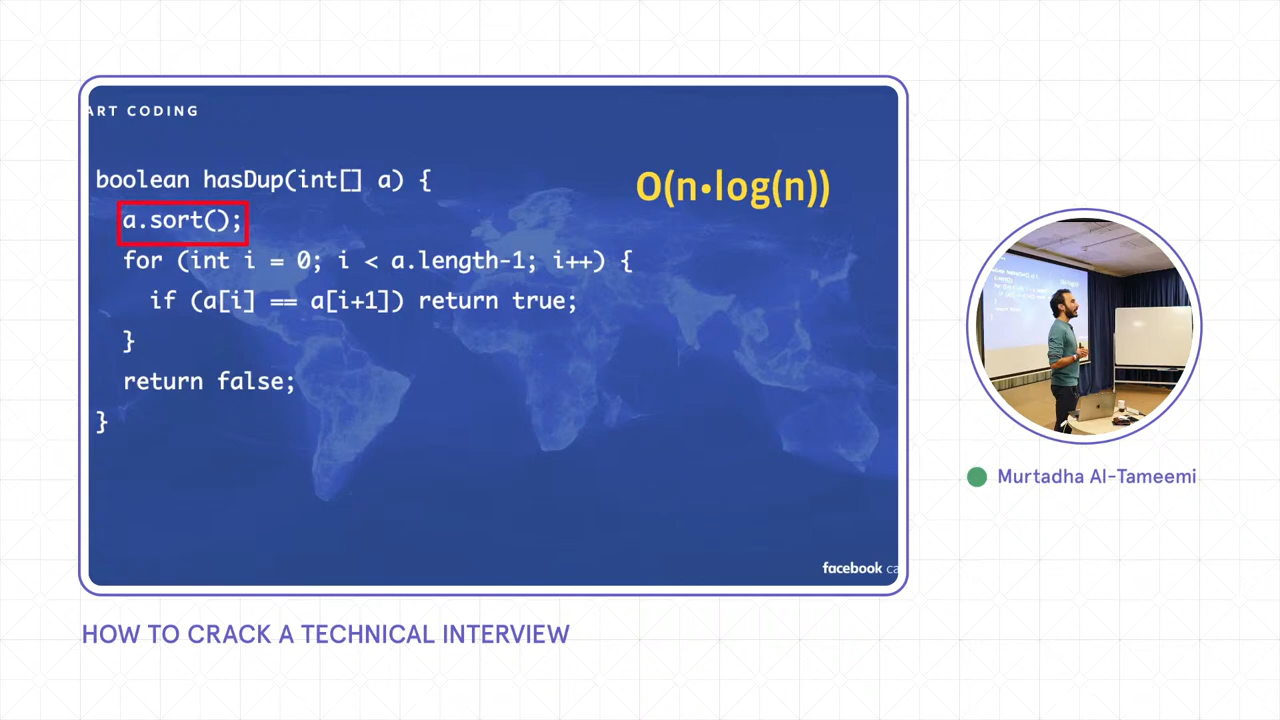 ART CODING
boolean hasDup(int[] a) {
a.sort();
for (int i = 0; i < a.length-1; i++) {
if (a[i] == a[i+1]) return true;
}
return false;
}
O(n•log(n))
facebook ca
Murtadha Al-Tameemi
HOW TO CRACK A TECHNICAL INTERVIEW